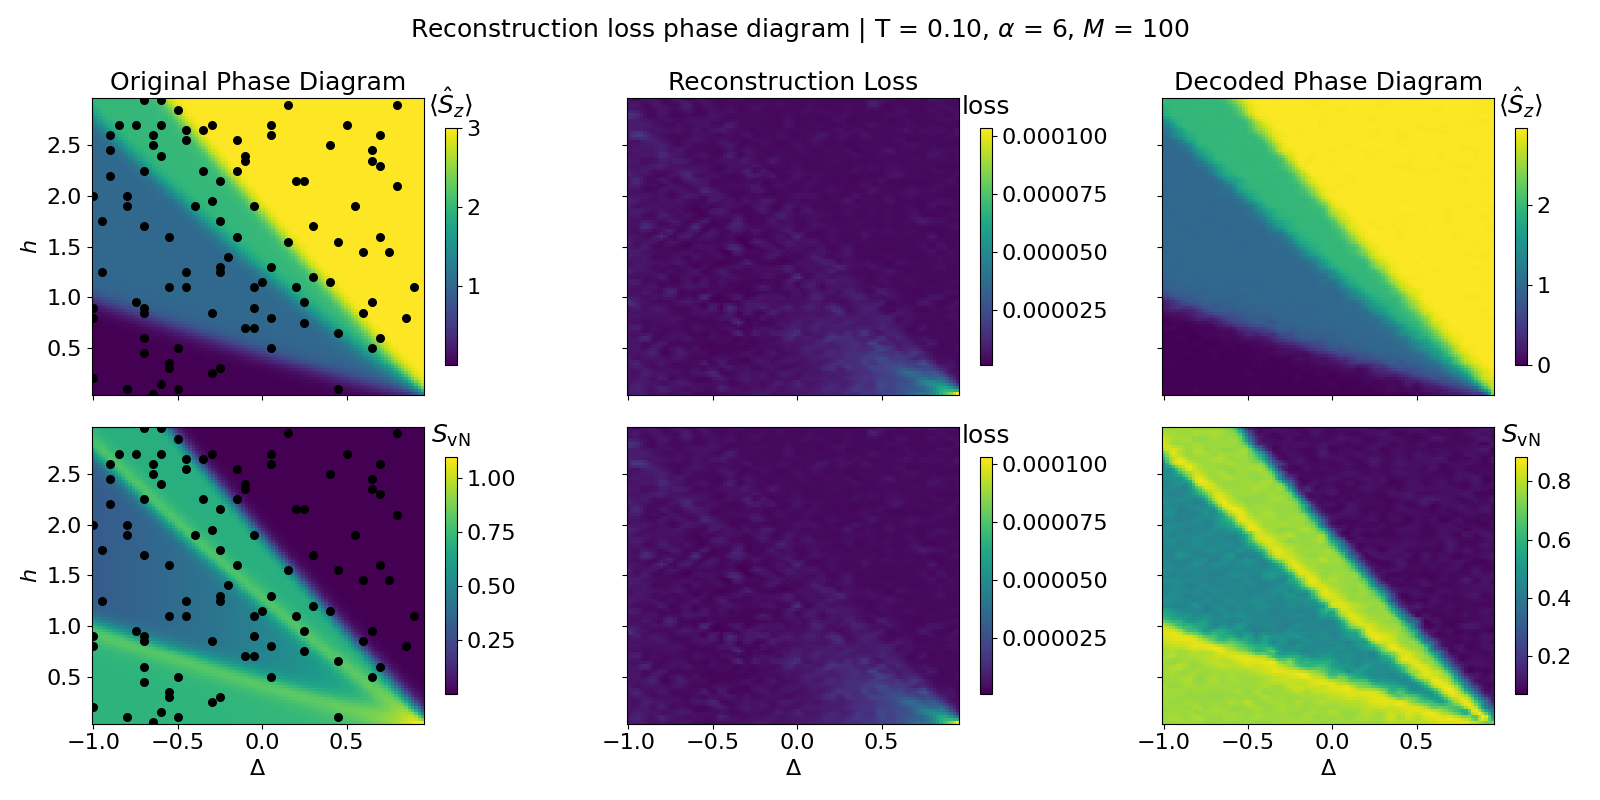 Reconstruction loss phase diagram | T = 0.10, α = 6, M = 100
Original Phase Diagram
Reconstruction Loss
Decoded Phase Diagram
⟨Ŝz⟩
loss
⟨Ŝz⟩
h
2.5
2.0
1.5
1.0
0.5
3
2
1
0.000100
0.000075
0.000050
0.000025
2
1
0
SvN
loss
SvN
h
2.5
2.0
1.5
1.0
0.5
1.00
0.75
0.50
0.25
0.000100
0.000075
0.000050
0.000025
0.8
0.6
0.4
0.2
−1.0 −0.5 0.0 0.5
−1.0 −0.5 0.0 0.5
−1.0 −0.5 0.0 0.5
Δ
Δ
Δ